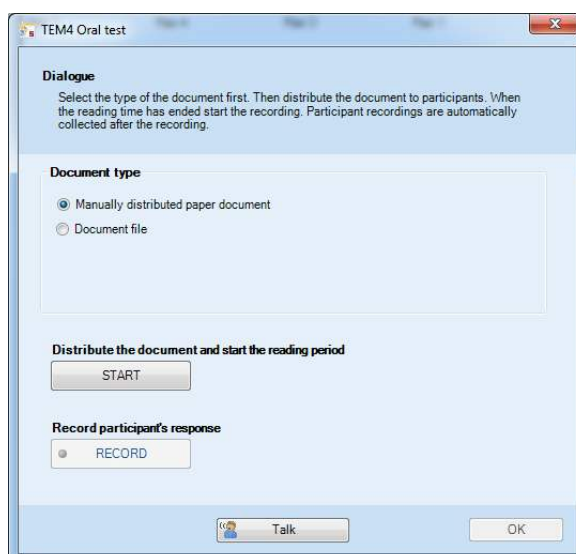 TEM4 Oral test
Dialogue
Select the type of the document first. Then distribute the document to participants. When
the reading time has ended start the recording. Participant recordings are automatically
collected after the recording.
Document type
Manually distributed paper document
Document file
Distribute the document and start the reading period
START
Record participant's response
RECORD
Talk
OK